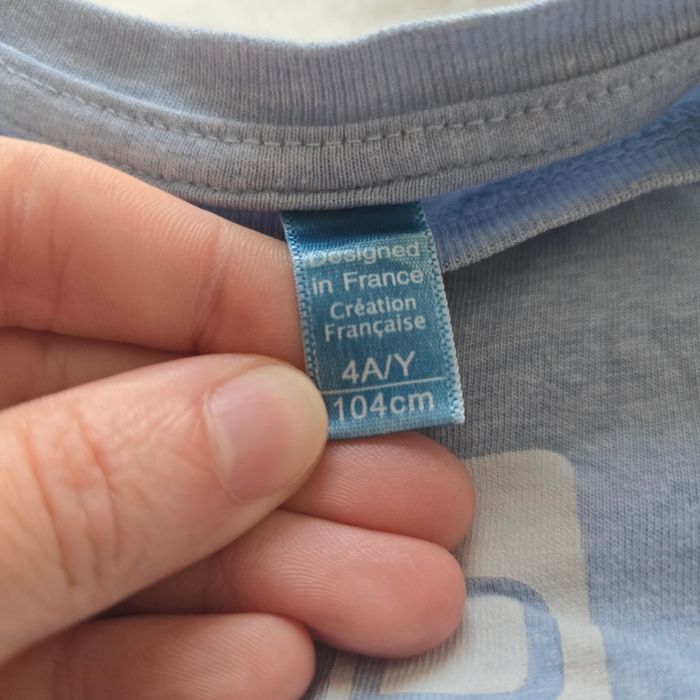 Designed
in France
Création
Française
4A/Y
104cm